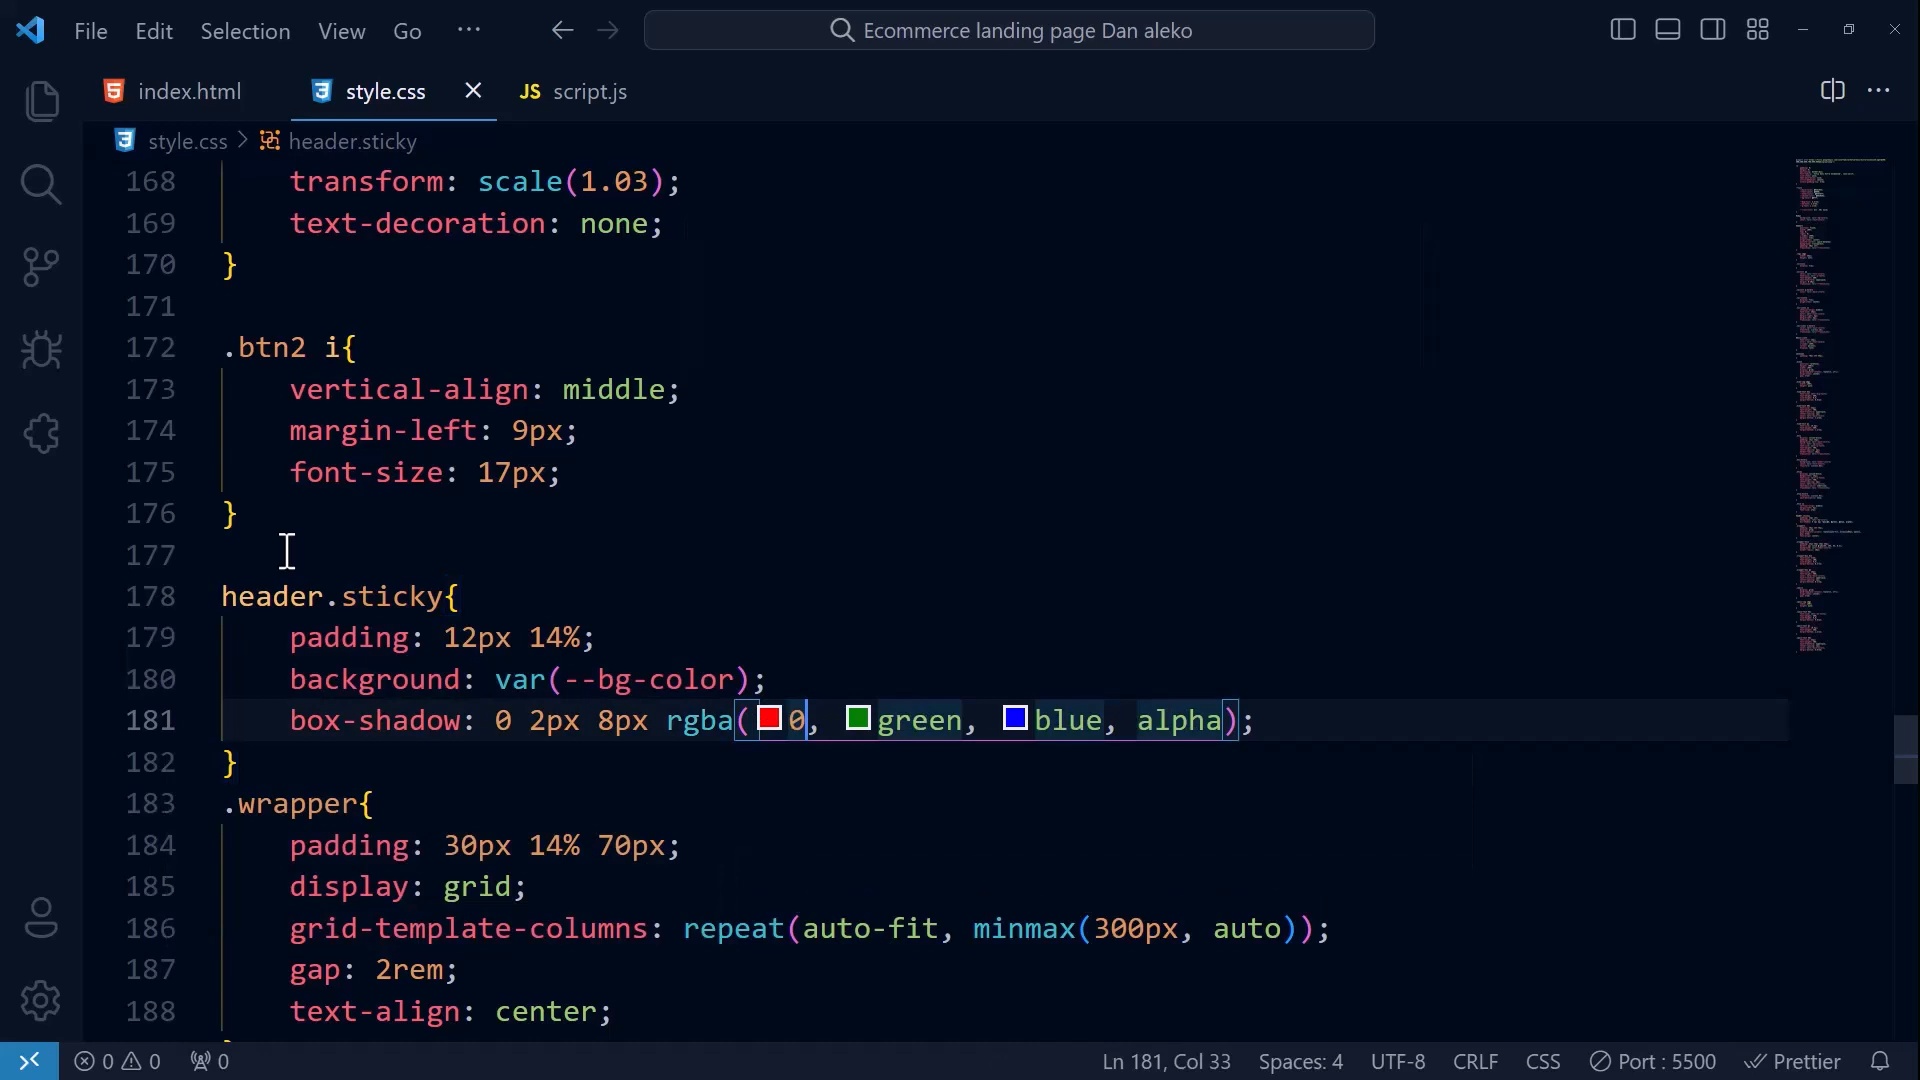 File Edit Selection View Go ··· Ecommerce landing page Dan aleko
index.html style.css JS script.js
style.css > header.sticky
168 transform: scale(1.03);
169 text-decoration: none;
170 }
171
172 .btn2 i{
173 vertical-align: middle;
174 margin-left: 9px;
175 font-size: 17px;
176 }
177
178 header.sticky{
179 padding: 12px 14%;
180 background: var(--bg-color);
181 box-shadow: 0 2px 8px rgba(0, green, blue, alpha);
182 }
183 .wrapper{
184 padding: 30px 14% 70px;
185 display: grid;
186 grid-template-columns: repeat(auto-fit, minmax(300px, auto));
187 gap: 2rem;
188 text-align: center;
0 0 0 Ln 181, Col 33 Spaces: 4 UTF-8 CRLF CSS Port : 5500 Prettier